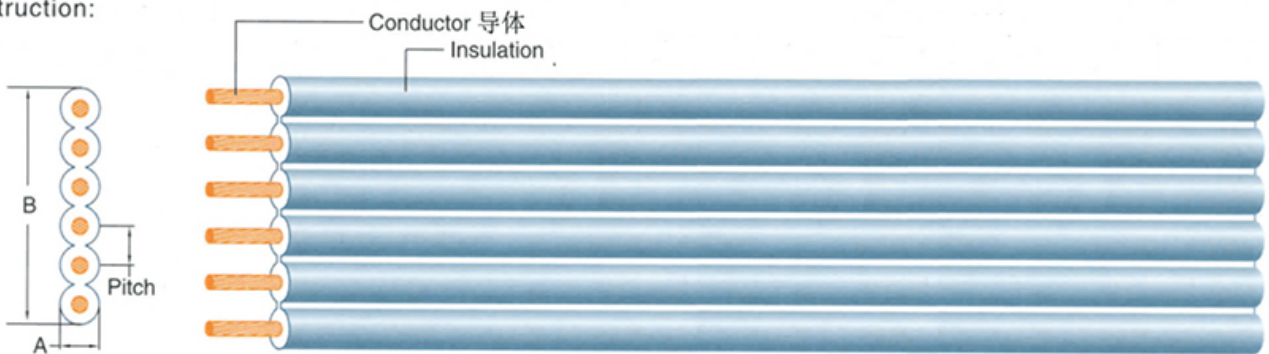 truction:
Conductor 导体
Insulation
B
Pitch
A